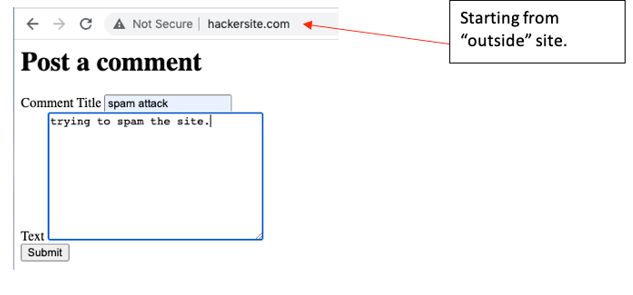 Not Secure | hackersite.com
Starting from
“outside” site.
Post a comment
Comment Title spam attack
trying to spam the site.
Text
Submit